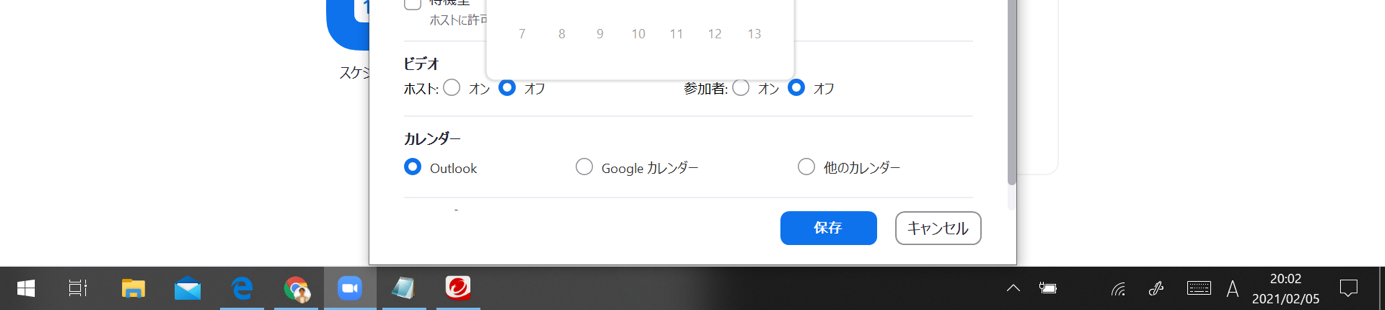 待機室
ホストに許可
7 8 9 10 11 12 13
スケジ
ビデオ
ホスト: オン オフ 参加者: オン オフ
カレンダー
Outlook Google カレンダー 他のカレンダー
保存 キャンセル
A 20:02
2021/02/05